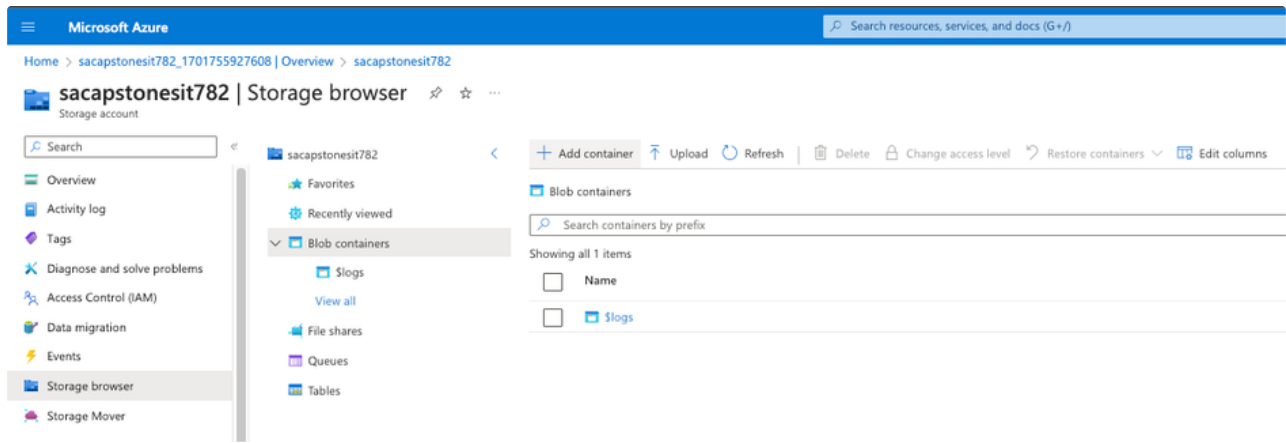 Microsoft Azure
Search resources, services, and docs (G+/)
Home > sacapstonesit782_1701755927608 | Overview > sacapstonesit782
sacapstonesit782 | Storage browser
Storage account
Search
Overview
Activity log
Tags
Diagnose and solve problems
Access Control (IAM)
Data migration
Events
Storage browser
Storage Mover
sacapstonesit782
Favorites
Recently viewed
Blob containers
$logs
View all
File shares
Queues
Tables
Add container Upload Refresh Delete Change access level Restore containers Edit columns
Blob containers
Search containers by prefix
Showing all 1 items
Name
$logs